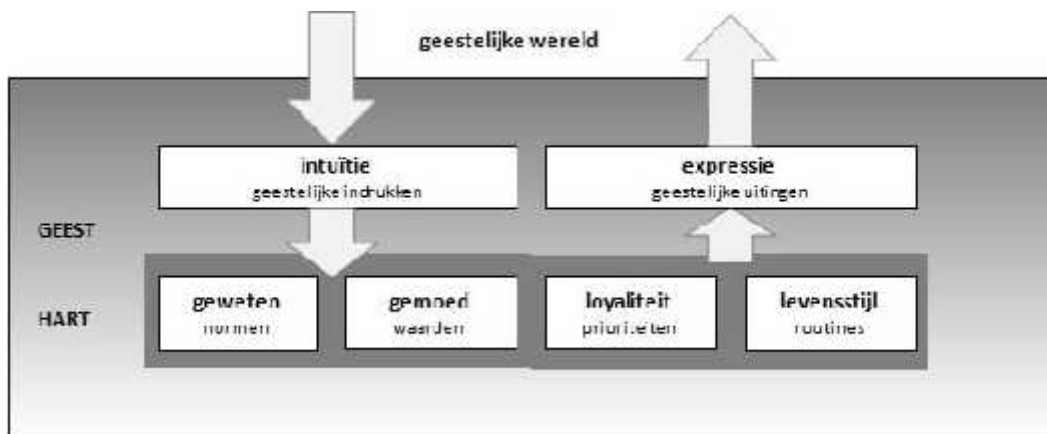 geestelijke wereld
intuïtie
geestelijke indrukken
expressie
geestelijke uitingen
GEEST
HART
geweten
normen
gemoed
waarden
loyaliteit
prioriteiten
levensstijl
routines